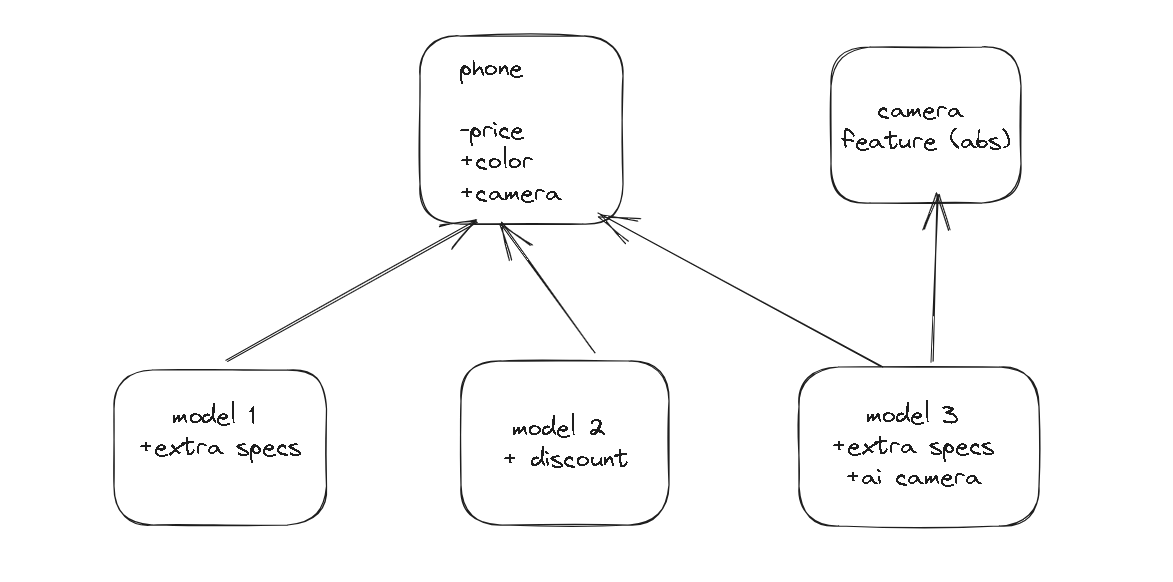 phone
-price
+color
+camera
camera
feature (abs)
model 1
+extra specs
model 2
+ discount
model 3
+extra specs
+ai camera